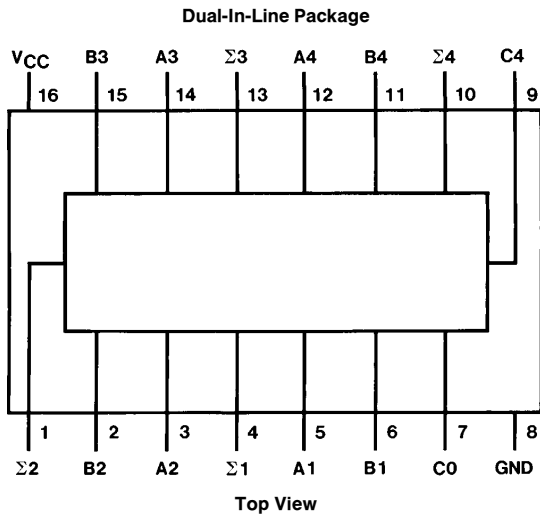 Dual-In-Line Package
VCC B3 A3 Σ3 A4 B4 Σ4 C4
16 15 14 13 12 11 10 9
1 2 3 4 5 6 7 8
Σ2 B2 A2 Σ1 A1 B1 C0 GND
Top View